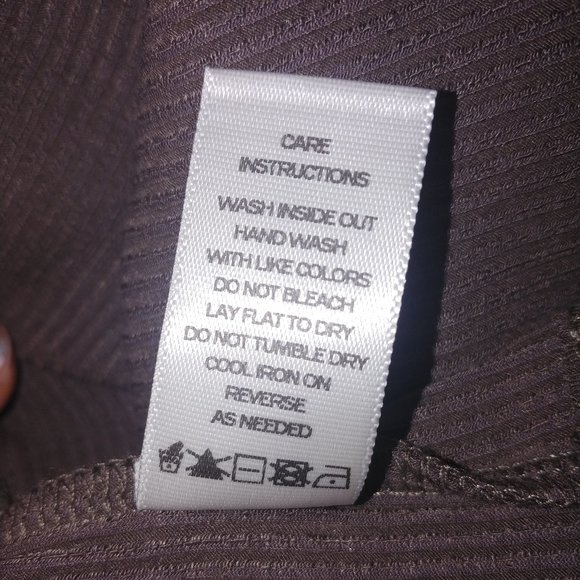 CARE
INSTRUCTIONS
WASH INSIDE OUT
HAND WASH
WITH LIKE COLORS
DO NOT BLEACH
LAY FLAT TO DRY
DO NOT TUMBLE DRY
COOL IRON ON
REVERSE
AS NEEDED